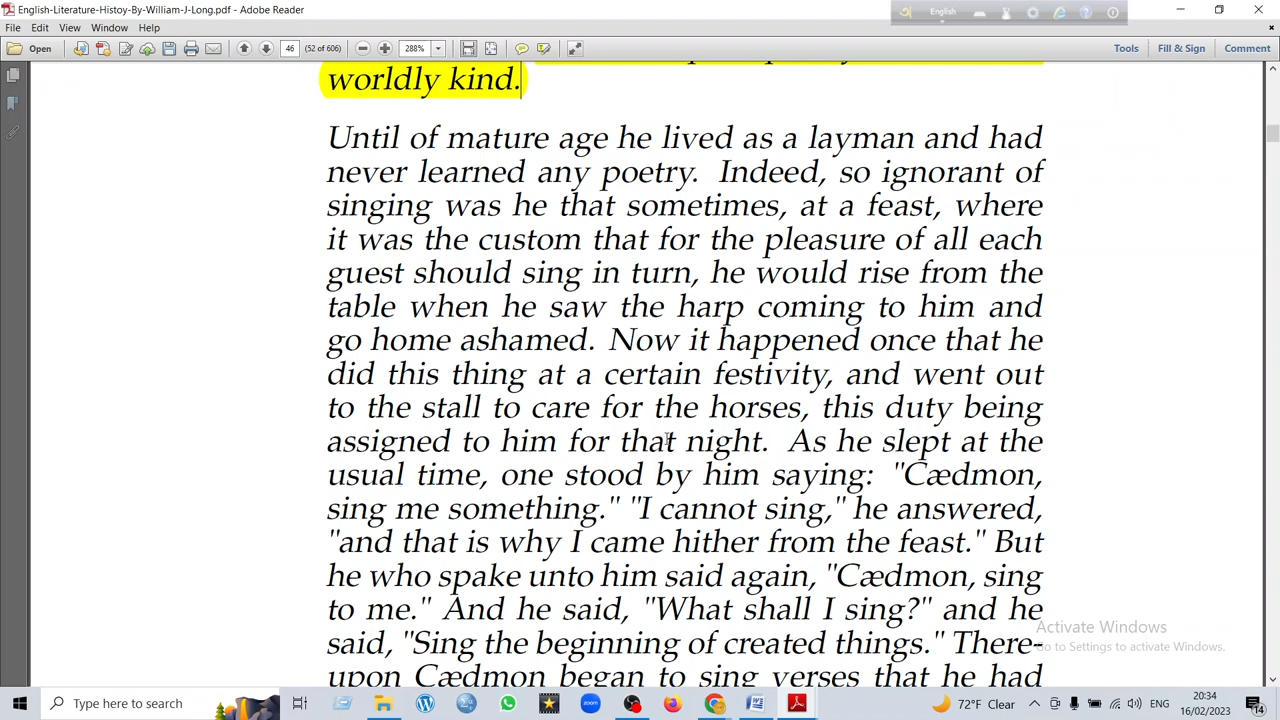 English-Literature-Histoy-By-William-J-Long.pdf - Adobe Reader
English
File Edit View Window Help
Open 46 (52 of 606) 288% Tools Fill & Sign Comment
worldly kind.
Until of mature age he lived as a layman and had
never learned any poetry. Indeed, so ignorant of
singing was he that sometimes, at a feast, where
it was the custom that for the pleasure of all each
guest should sing in turn, he would rise from the
table when he saw the harp coming to him and
go home ashamed. Now it happened once that he
did this thing at a certain festivity, and went out
to the stall to care for the horses, this duty being
assigned to him for that night. As he slept at the
usual time, one stood by him saying: "Cædmon,
sing me something." "I cannot sing," he answered,
"and that is why I came hither from the feast." But
he who spake unto him said again, "Cædmon, sing
to me." And he said, "What shall I sing?" and he
said, "Sing the beginning of created things." There-
upon Cædmon began to sing verses that he had
Activate Windows
Go to Settings to activate Windows.
Type here to search
zoom
72°F Clear
ENG
20:34
16/02/2023
14